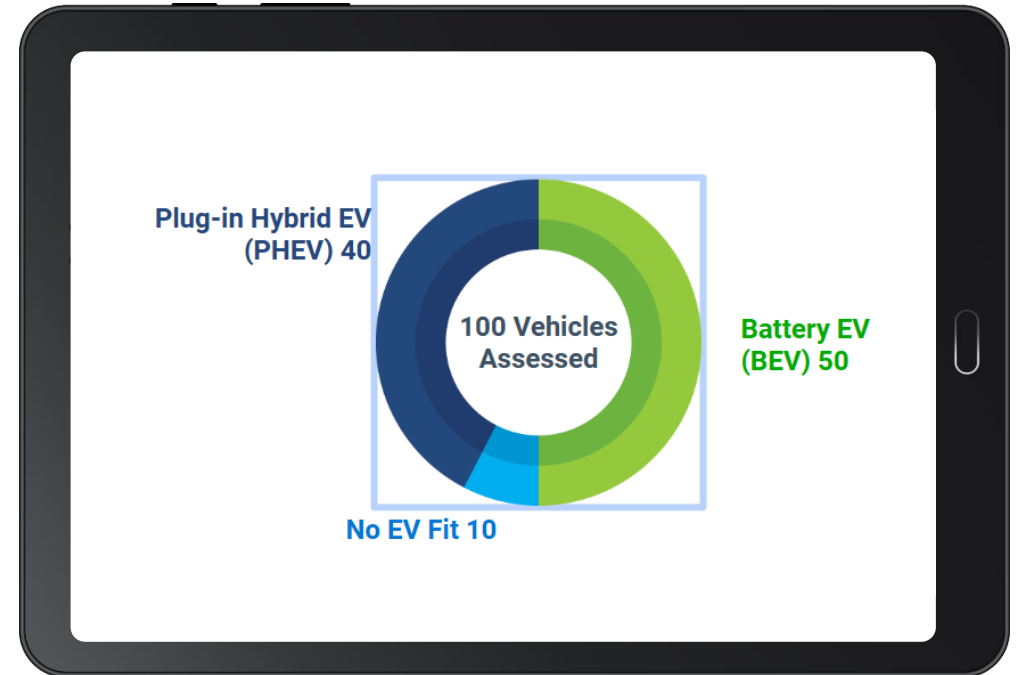 Plug-in Hybrid EV
(PHEV) 40
100 Vehicles
Assessed
Battery EV
(BEV) 50
No EV Fit 10